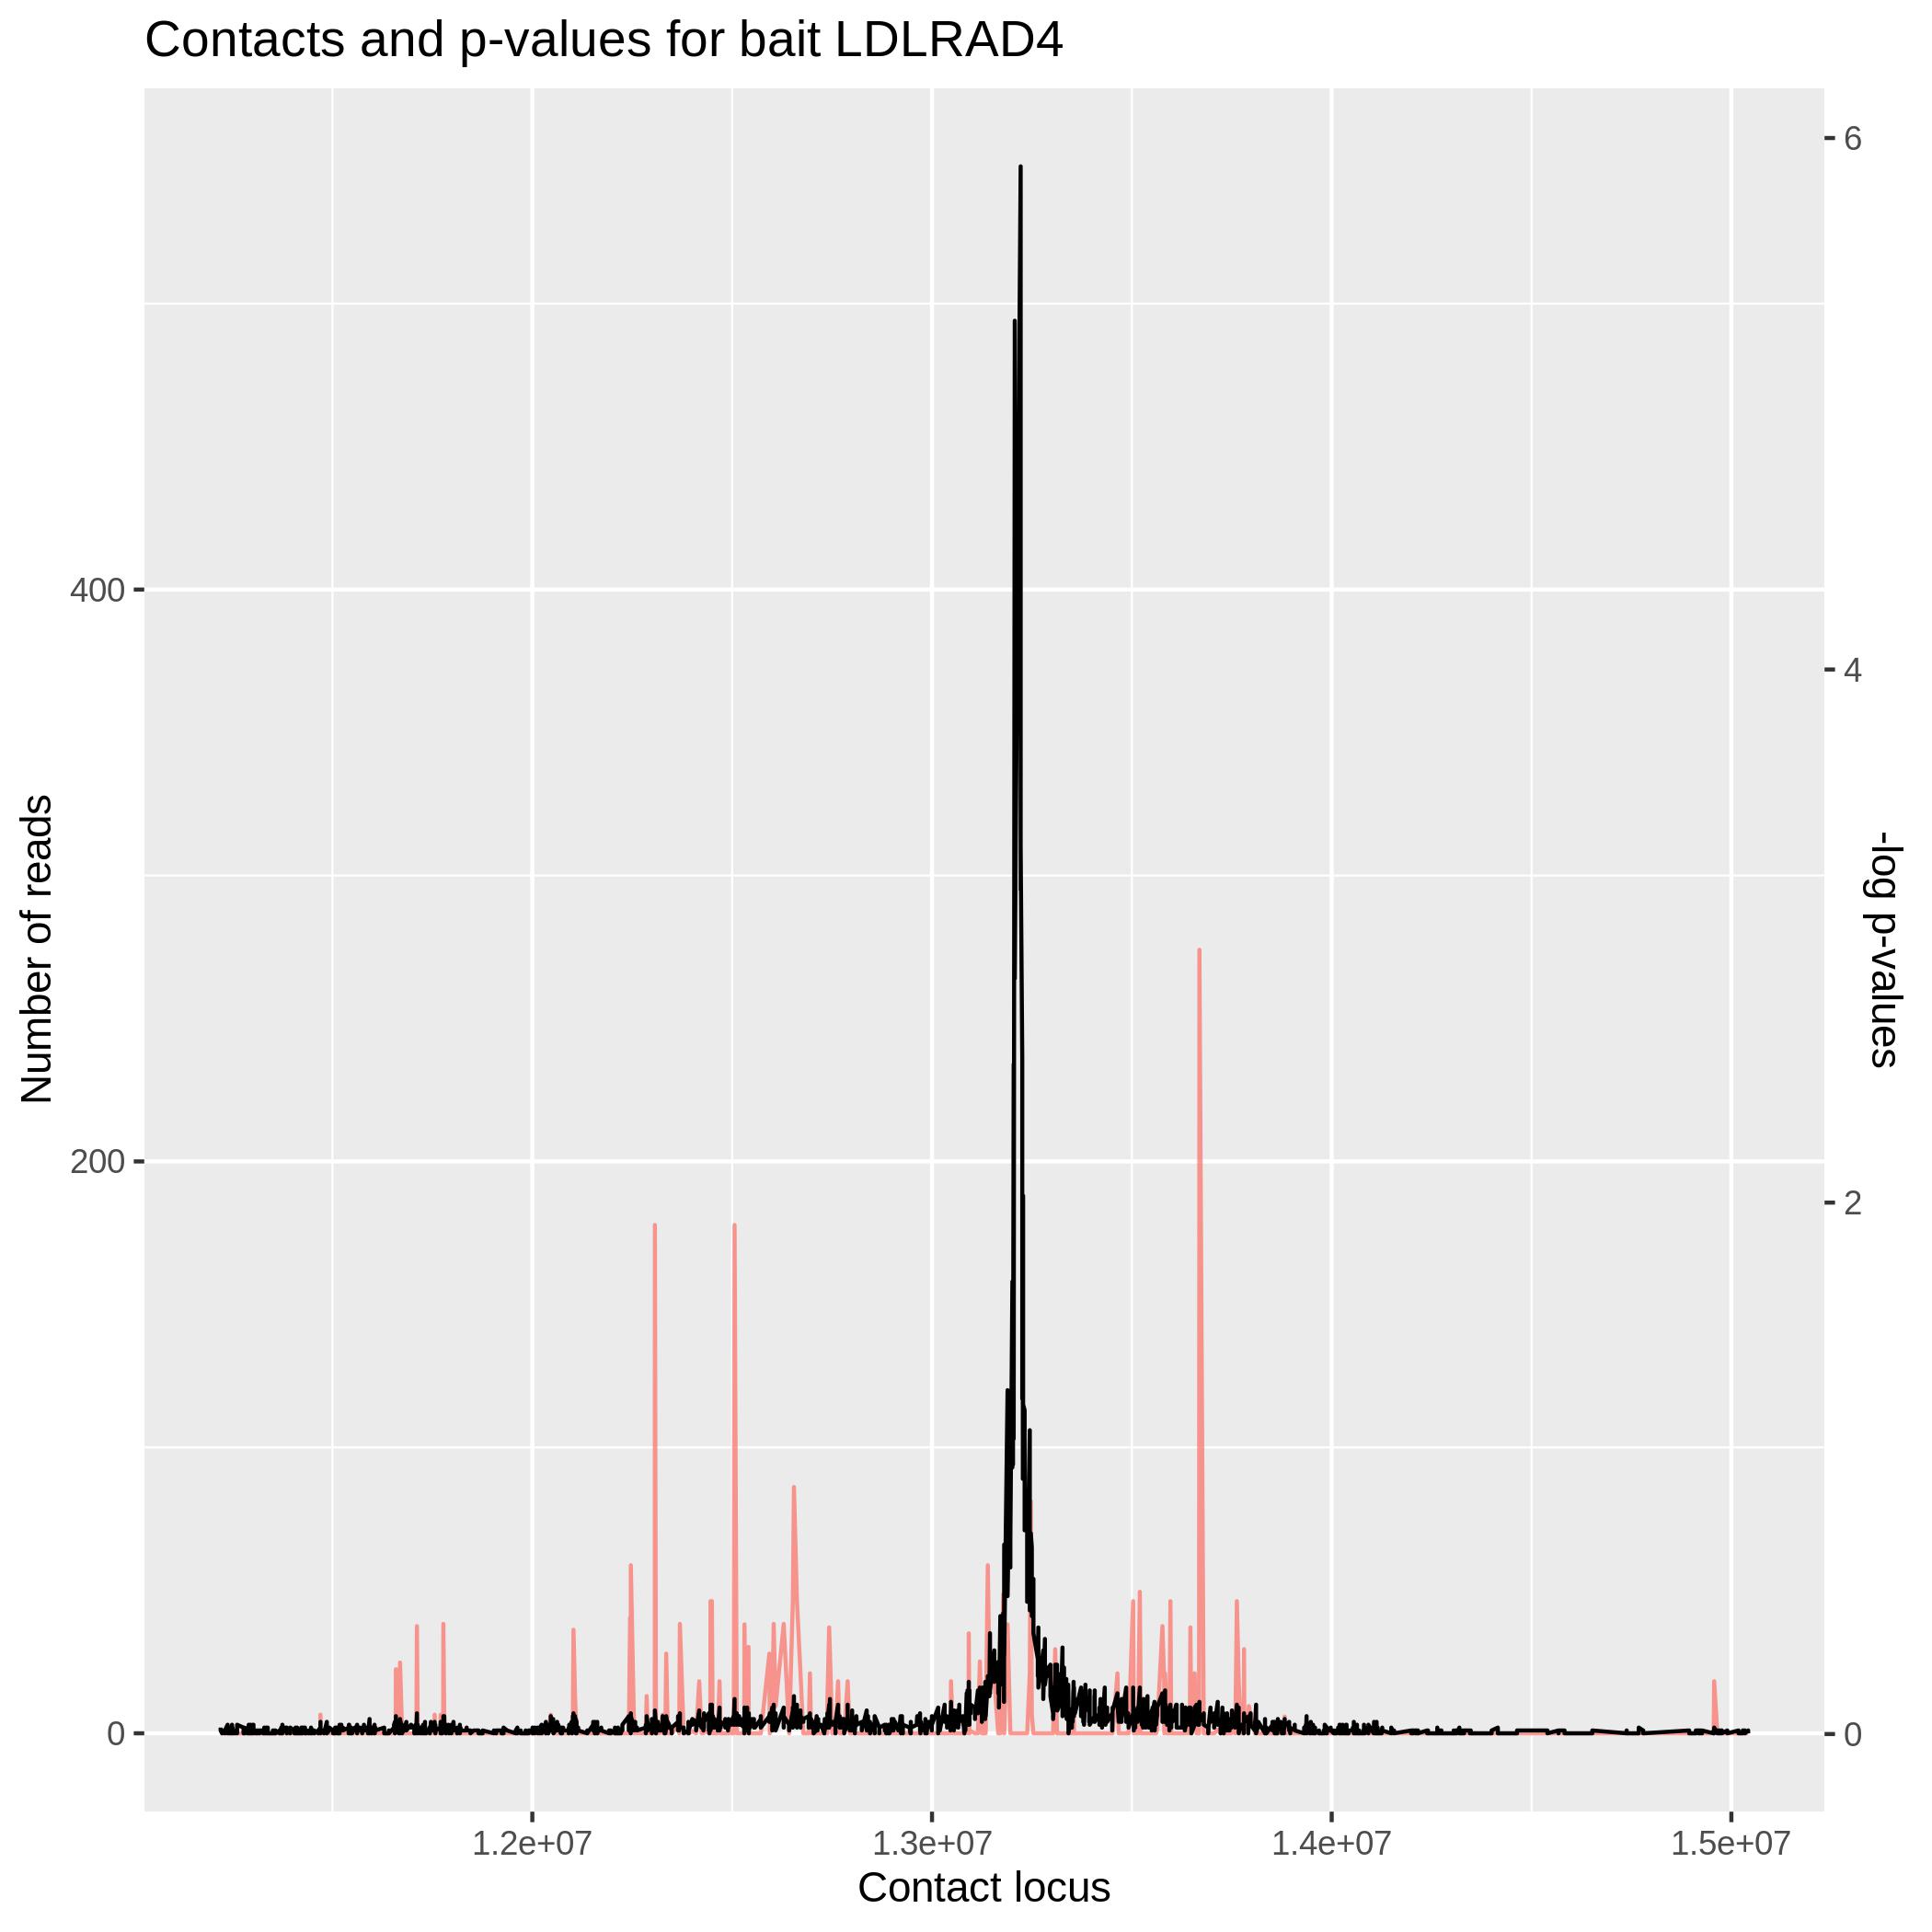 Contacts and p-values for bait LDLRAD4
Number of reads
400
200
0
6
4
2
0
-log p-values
1.2e+07
1.3e+07
1.4e+07
1.5e+07
Contact locus